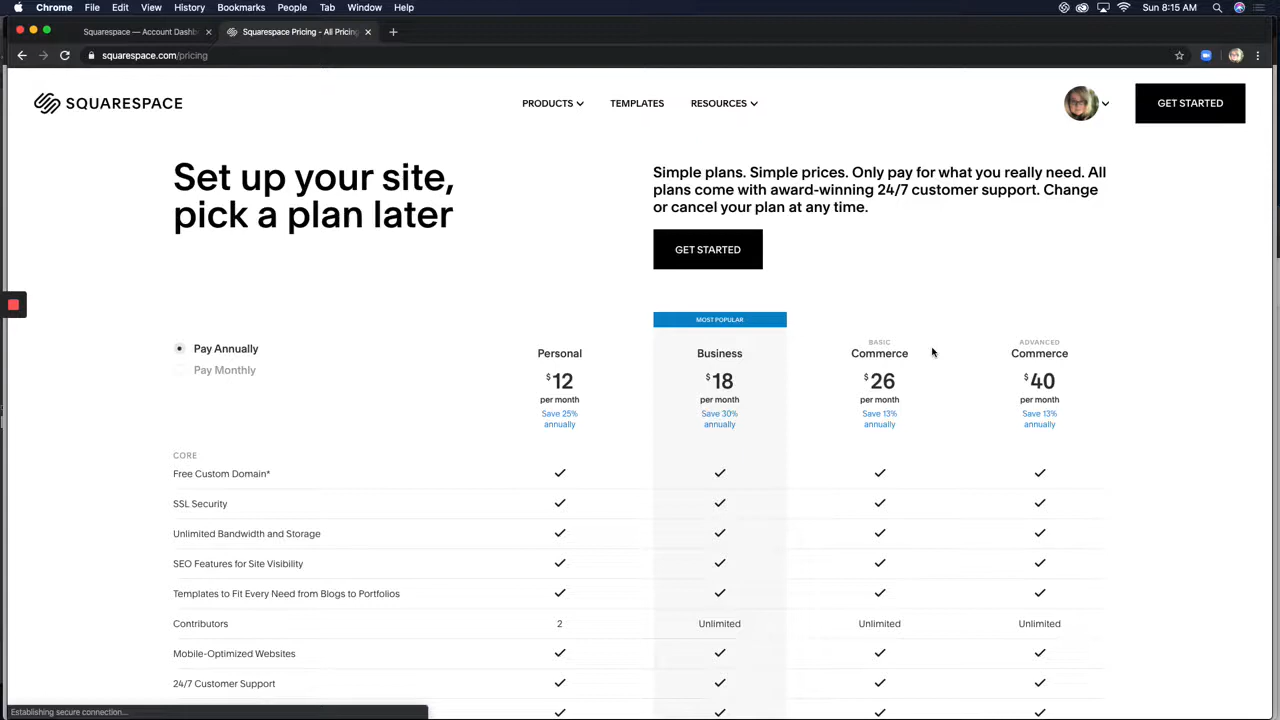 Chrome File Edit View History Bookmarks People Tab Window Help Sun 8:15 AM
Squarespace — Account Dashb
Squarespace Pricing - All Pricing
squarespace.com/pricing
SQUARESPACE
PRODUCTS TEMPLATES RESOURCES
GET STARTED
Set up your site,
pick a plan later
Simple plans. Simple prices. Only pay for what you really need. All
plans come with award-winning 24/7 customer support. Change
or cancel your plan at any time.
GET STARTED
MOST POPULAR
Pay Annually
Pay Monthly
BASIC ADVANCED
Personal Business Commerce Commerce
$12 $18 $26 $40
per month per month per month per month
Save 25% Save 30% Save 13% Save 13%
annually annually annually annually
CORE
Free Custom Domain*
SSL Security
Unlimited Bandwidth and Storage
SEO Features for Site Visibility
Templates to Fit Every Need from Blogs to Portfolios
Contributors 2 Unlimited Unlimited Unlimited
Mobile-Optimized Websites
24/7 Customer Support
Establishing secure connection...